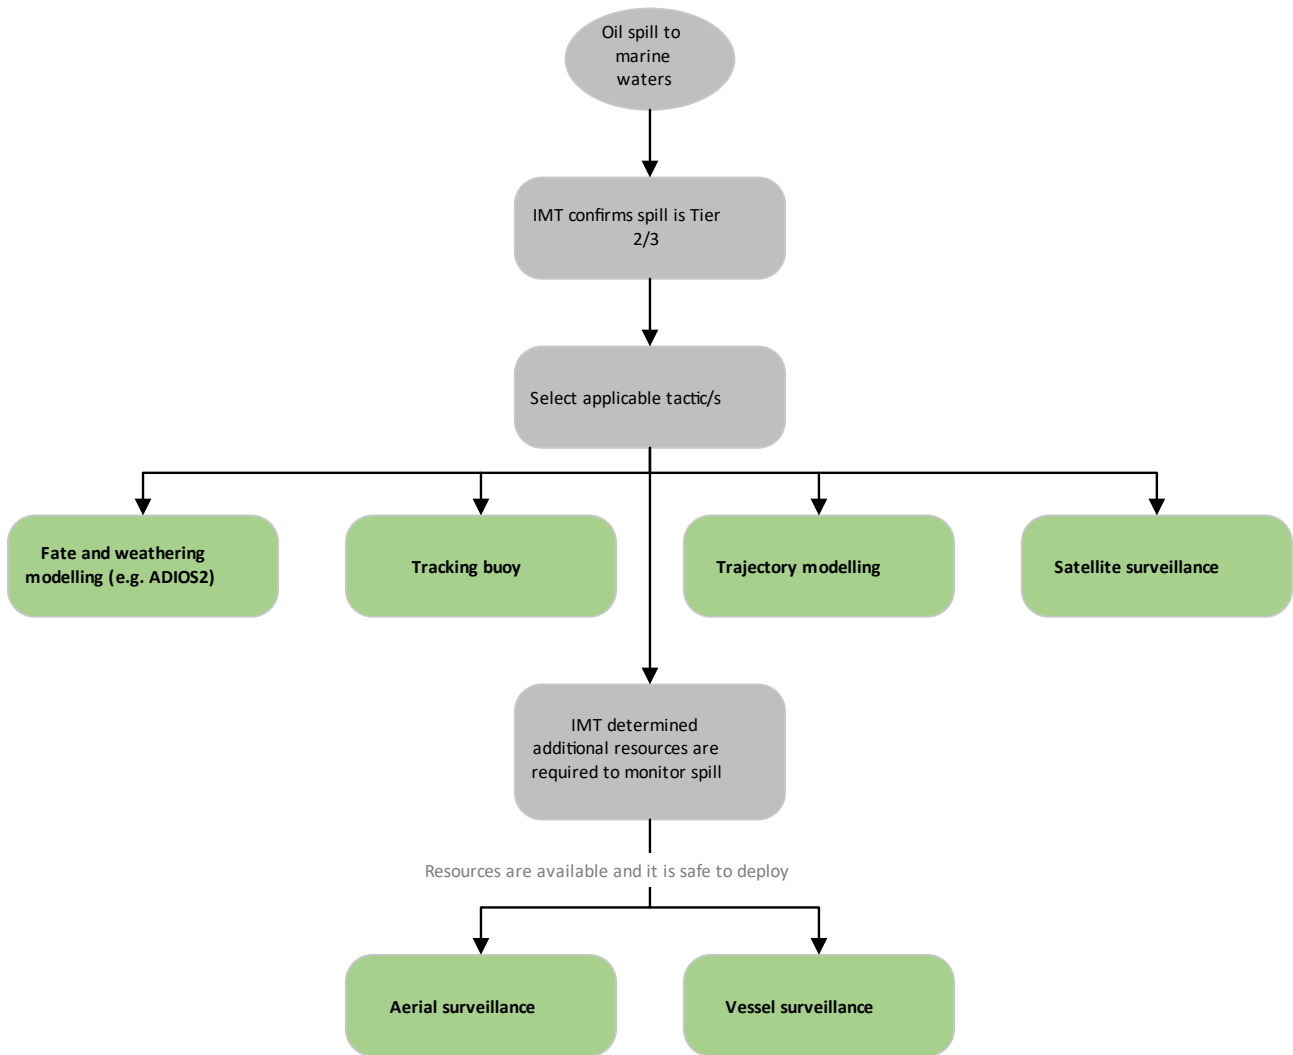 Oil spill to
marine
waters
IMT confirms spill is Tier
2/3
Select applicable tactic/s
Fate and weathering
modelling (e.g. ADIOS2)
Tracking buoy
Trajectory modelling
Satellite surveillance
IMT determined
additional resources are
required to monitor spill
Resources are available and it is safe to deploy
Aerial surveillance
Vessel surveillance